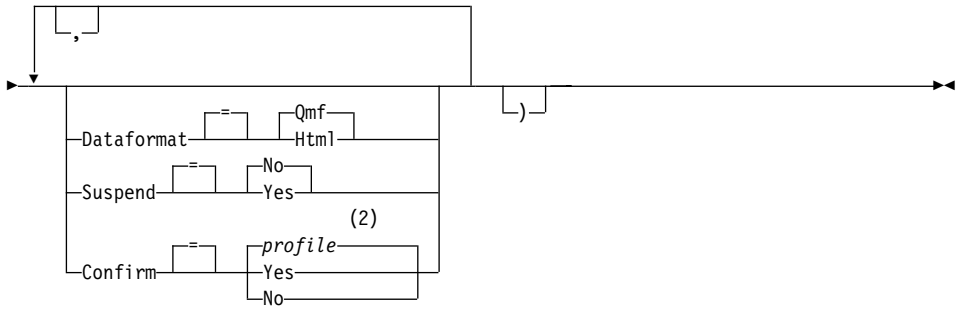 ,
)
= Qmf
Dataformat Html
= No
Suspend Yes
(2)
= profile
Confirm Yes
No